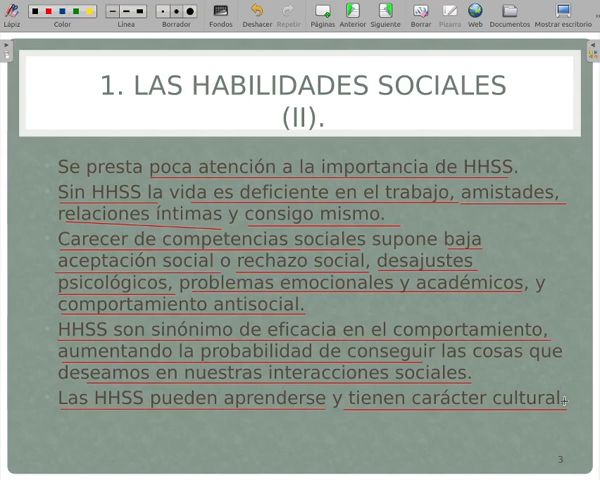 Lápiz Color Línea Borrador Fondos Deshacer Repetir Páginas Anterior Siguiente Borrar Pizarra Web Documentos Mostrar escritorio
1. LAS HABILIDADES SOCIALES
(II).
Se presta poca atención a la importancia de HHSS.
Sin HHSS la vida es deficiente en el trabajo, amistades,
relaciones íntimas y consigo mismo.
Carecer de competencias sociales supone baja
aceptación social o rechazo social, desajustes
psicológicos, problemas emocionales y académicos, y
comportamiento antisocial.
HHSS son sinónimo de eficacia en el comportamiento,
aumentando la probabilidad de conseguir las cosas que
deseamos en nuestras interacciones sociales.
Las HHSS pueden aprenderse y tienen carácter cultural.
3